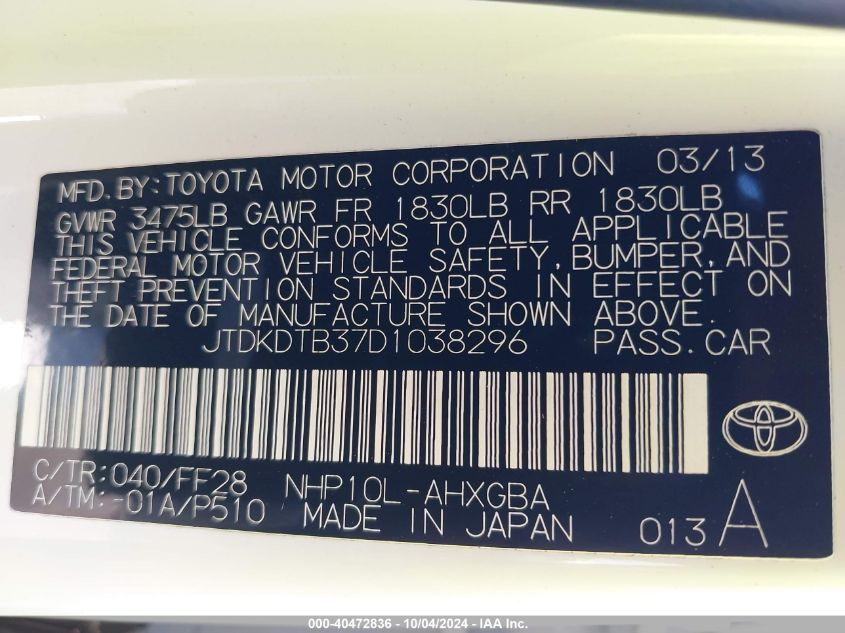 MFD. BY: TOYOTA MOTOR CORPORATION 03/13
GVWR 3475LB GAWR FR 1830LB RR 1830LB
THIS VEHICLE CONFORMS TO ALL APPLICABLE
FEDERAL MOTOR VEHICLE SAFETY, BUMPER, AND
THEFT PREVENTION STANDARDS IN EFFECT ON
THE DATE OF MANUFACTURE SHOWN ABOVE.
JTDKDTB37D1038296 PASS. CAR
C/TR: 040/FF28 NHP10L-AHXGBA
A/TM: -01A/P510 MADE IN JAPAN 013 A
000-40472836 - 10/04/2024 - IAA Inc.